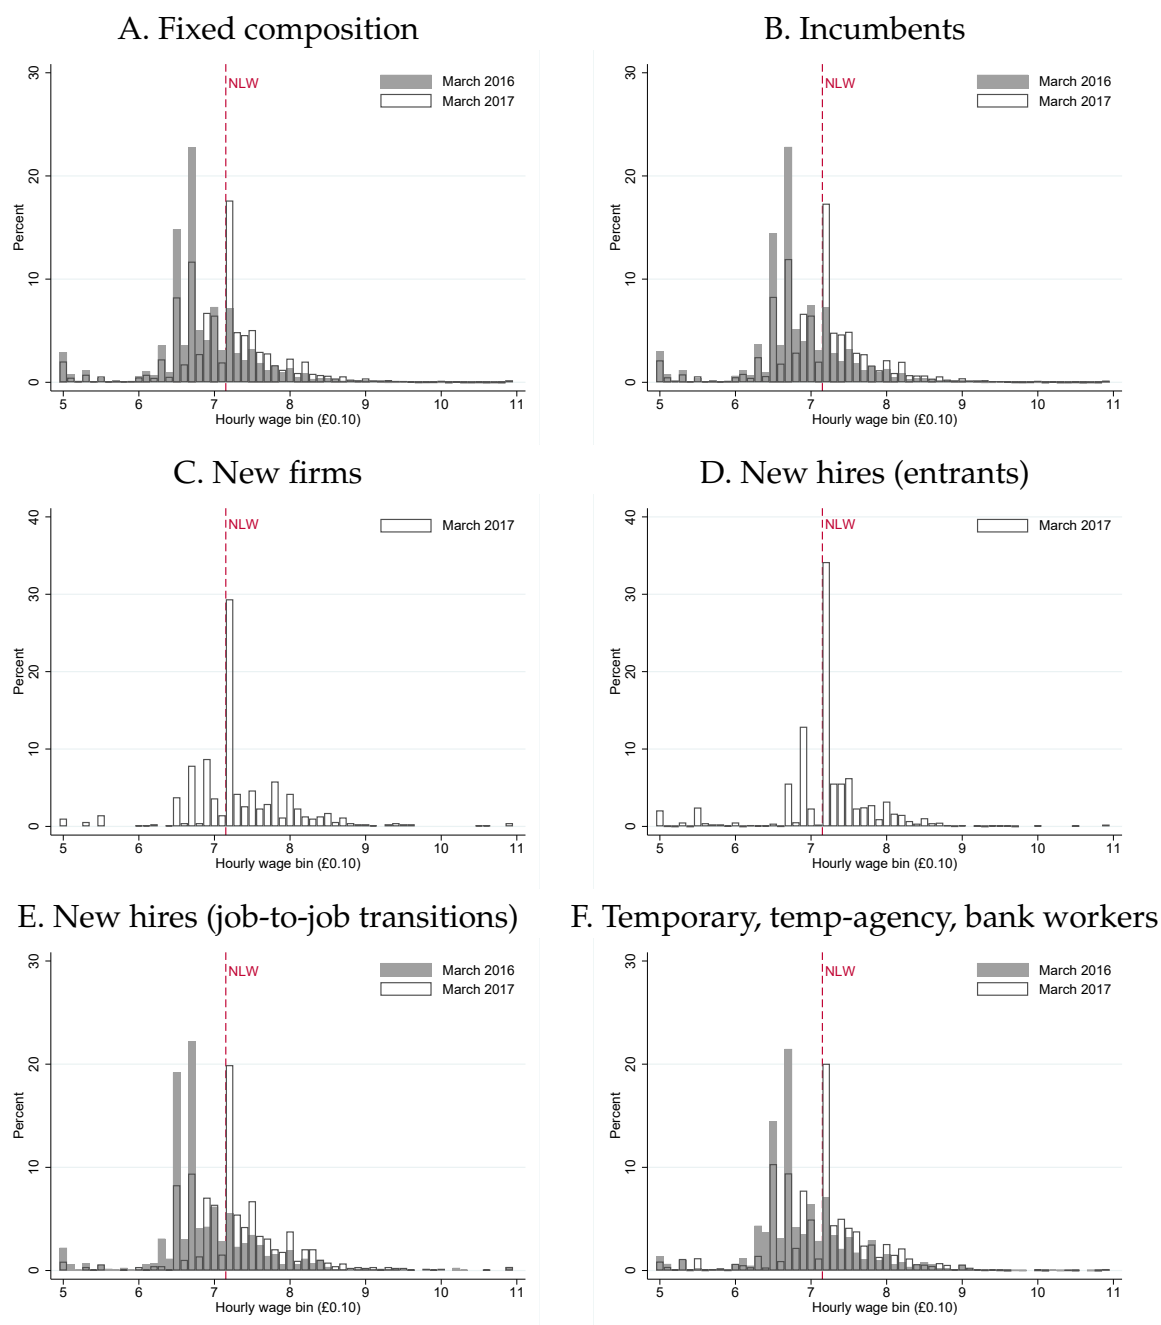 A. Fixed composition
30
20
10
0
Percent
NLW
March 2016
March 2017
5 6 7 8 9 10 11
Hourly wage bin (£0.10)
B. Incumbents
30
20
10
0
Percent
NLW
March 2016
March 2017
5 6 7 8 9 10 11
Hourly wage bin (£0.10)
C. New firms
40
30
20
10
0
Percent
NLW
March 2017
5 6 7 8 9 10 11
Hourly wage bin (£0.10)
D. New hires (entrants)
40
30
20
10
0
Percent
NLW
March 2017
5 6 7 8 9 10 11
Hourly wage bin (£0.10)
E. New hires (job-to-job transitions)
30
20
10
0
Percent
NLW
March 2016
March 2017
5 6 7 8 9 10 11
Hourly wage bin (£0.10)
F. Temporary, temp-agency, bank workers
30
20
10
0
Percent
NLW
March 2016
March 2017
5 6 7 8 9 10 11
Hourly wage bin (£0.10)